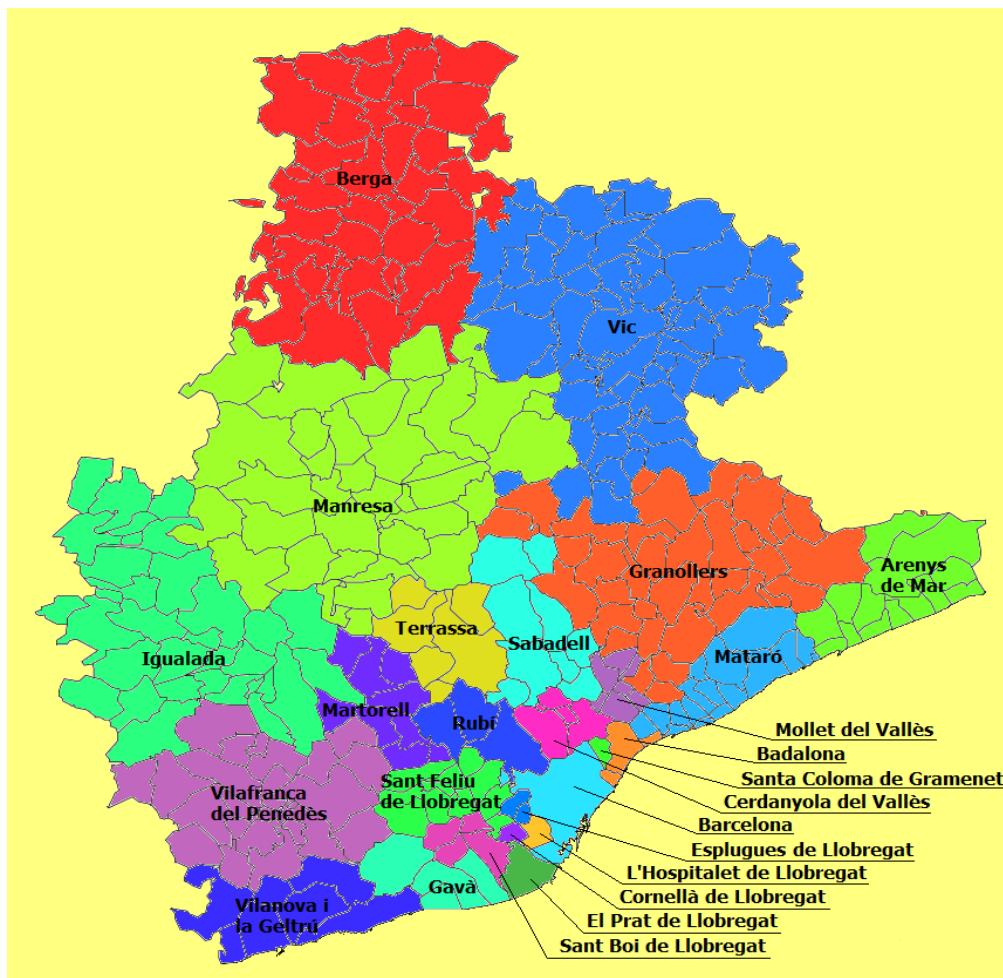 Berga
Vic
Manresa
Granollers
Arenys
de Mar
Terrassa
Sabadell
Igualada
Mataró
Martorell
Rubí
Mollet del Vallès
Badalona
Sant Feliu
de Llobregat
Santa Coloma de Gramenet
Vilafranca
del Penedès
Cerdanyola del Vallès
Barcelona
Esplugues de Llobregat
L'Hospitalet de Llobregat
Gavà
Cornellà de Llobregat
Vilanova i
la Geltrú
El Prat de Llobregat
Sant Boi de Llobregat